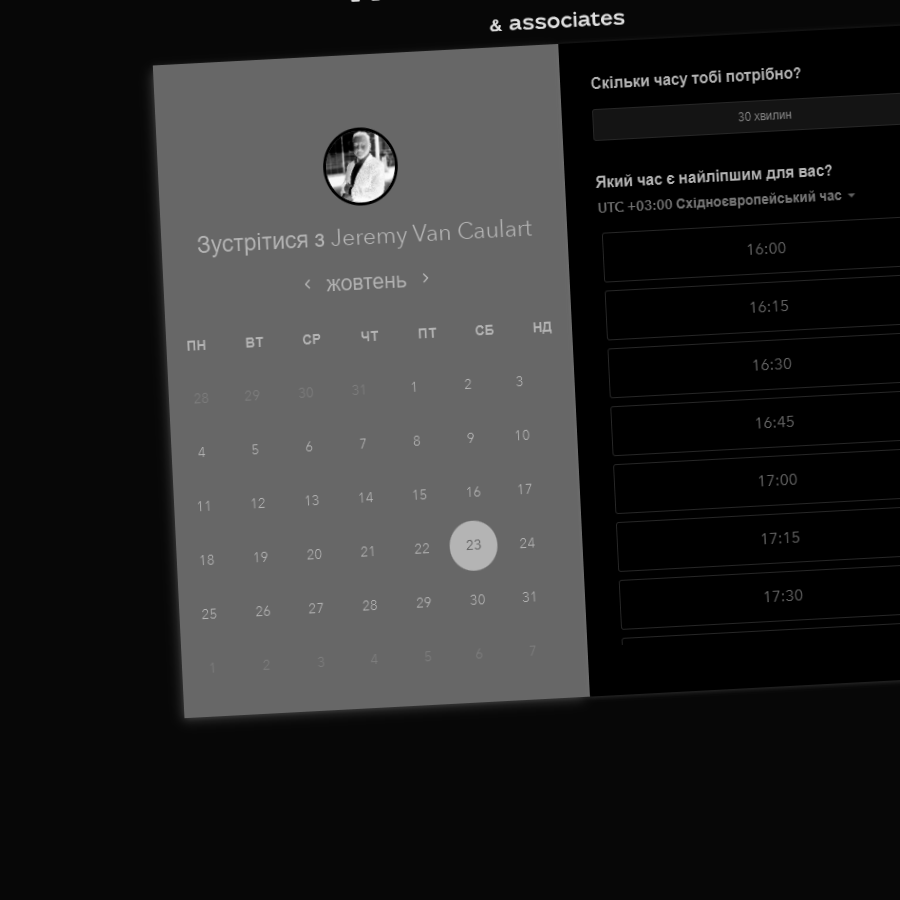 & associates
Зустрітися з Jeremy Van Caulart
‹ жовтень ›
ПН ВТ СР ЧТ ПТ СБ НД
28 29 30 31 1 2 3
4 5 6 7 8 9 10
11 12 13 14 15 16 17
18 19 20 21 22 23 24
25 26 27 28 29 30 31
1 2 3 4 5 6 7
Скільки часу тобі потрібно?
30 хвилин
Який час є найліпшим для вас?
UTC +03:00 Східноєвропейський час
16:00
16:15
16:30
16:45
17:00
17:15
17:30